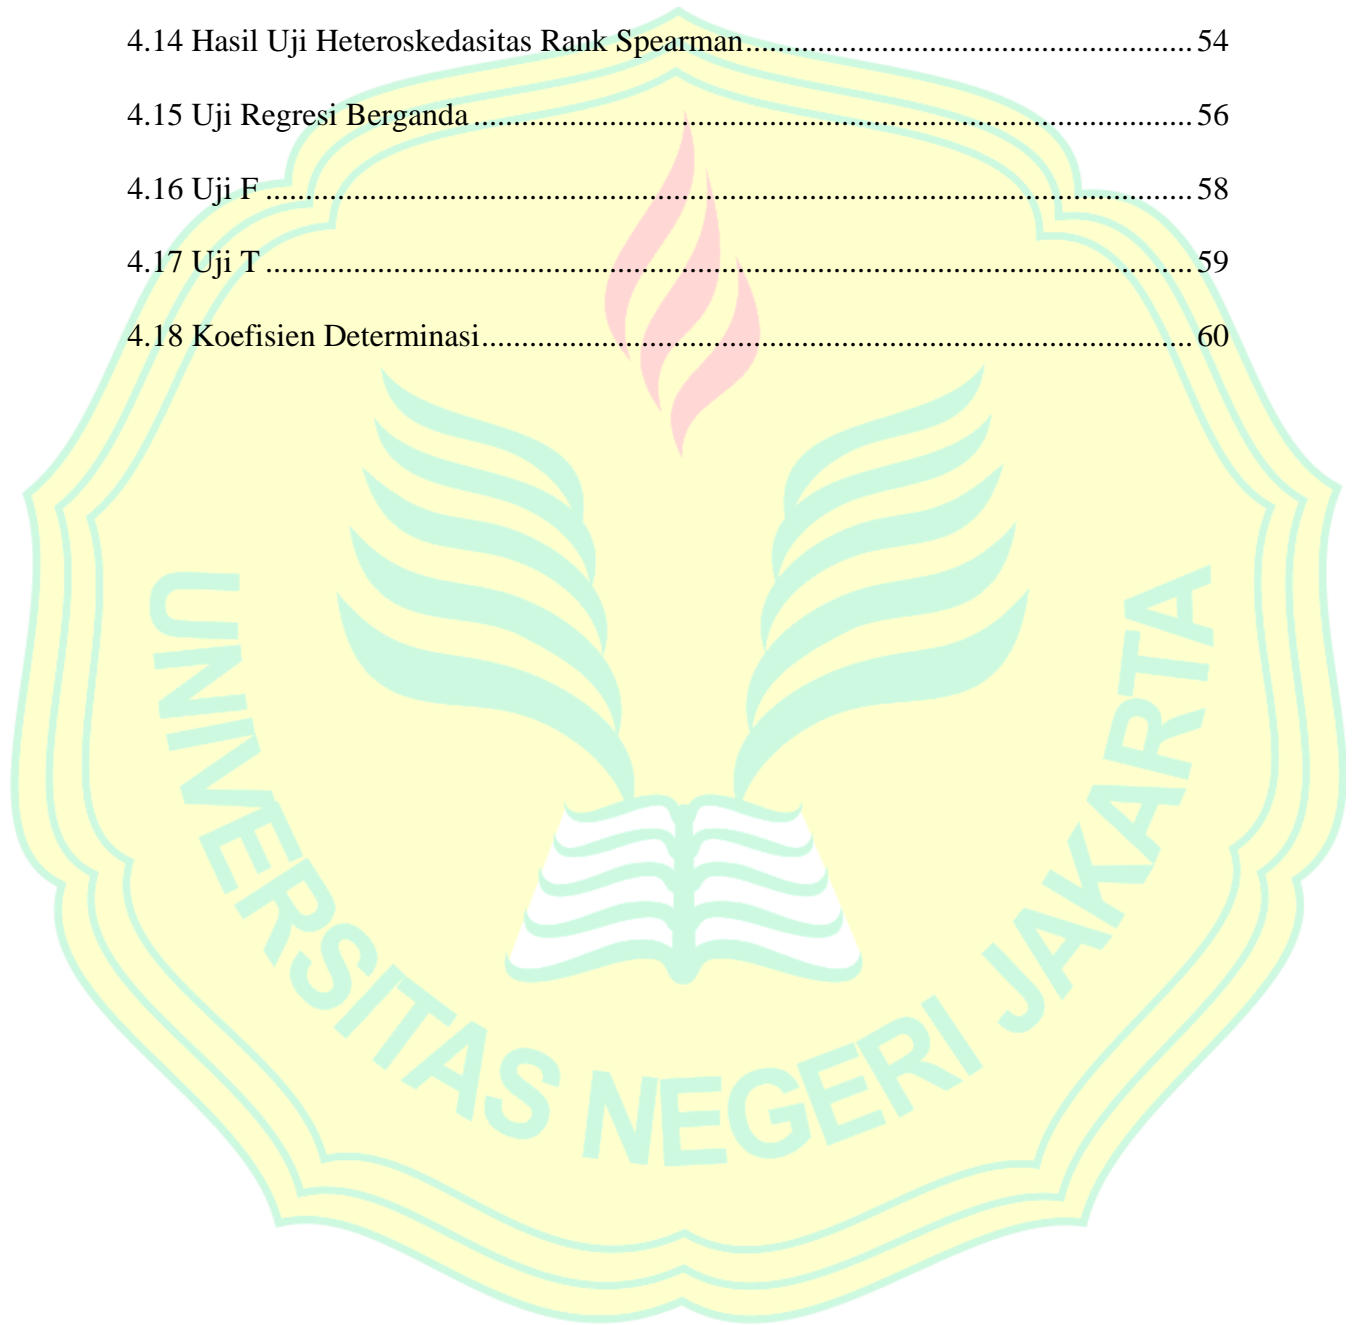 4.14 Hasil Uji Heteroskedasitas Rank Spearman........................................................ 54
4.15 Uji Regresi Berganda.......................................................................................... 56
4.16 Uji F .................................................................................................................... 58
4.17 Uji T .................................................................................................................... 59
4.18 Koefisien Determinasi......................................................................................... 60
UNIVERSITAS NEGERI JAKARTA